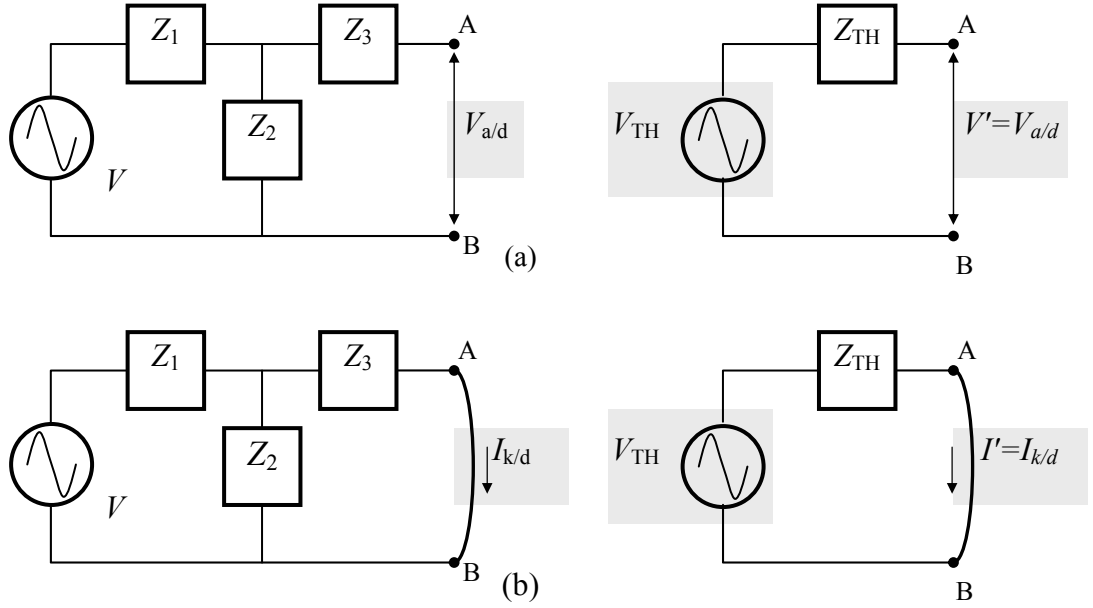 Z1 Z3 A
Z2 Va/d
V
B
(a)
ZTH A
VTH V'=Va/d
B
Z1 Z3 A
Z2 Ik/d
V
B
(b)
ZTH A
VTH I'=Ik/d
B